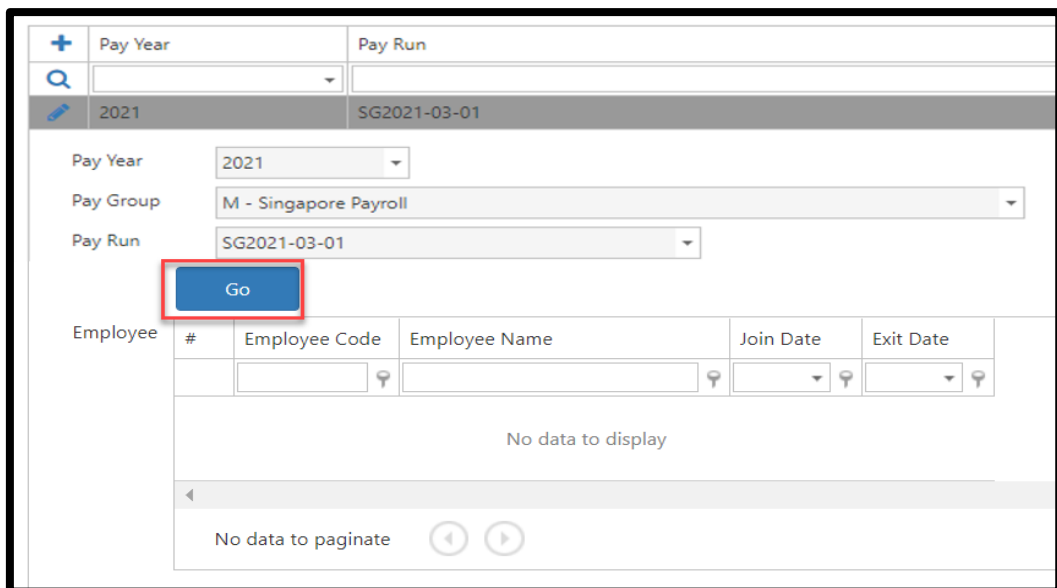 Pay Year Pay Run
2021 SG2021-03-01
Pay Year 2021
Pay Group M - Singapore Payroll
Pay Run SG2021-03-01
Go
Employee # Employee Code Employee Name Join Date Exit Date
No data to display
No data to paginate